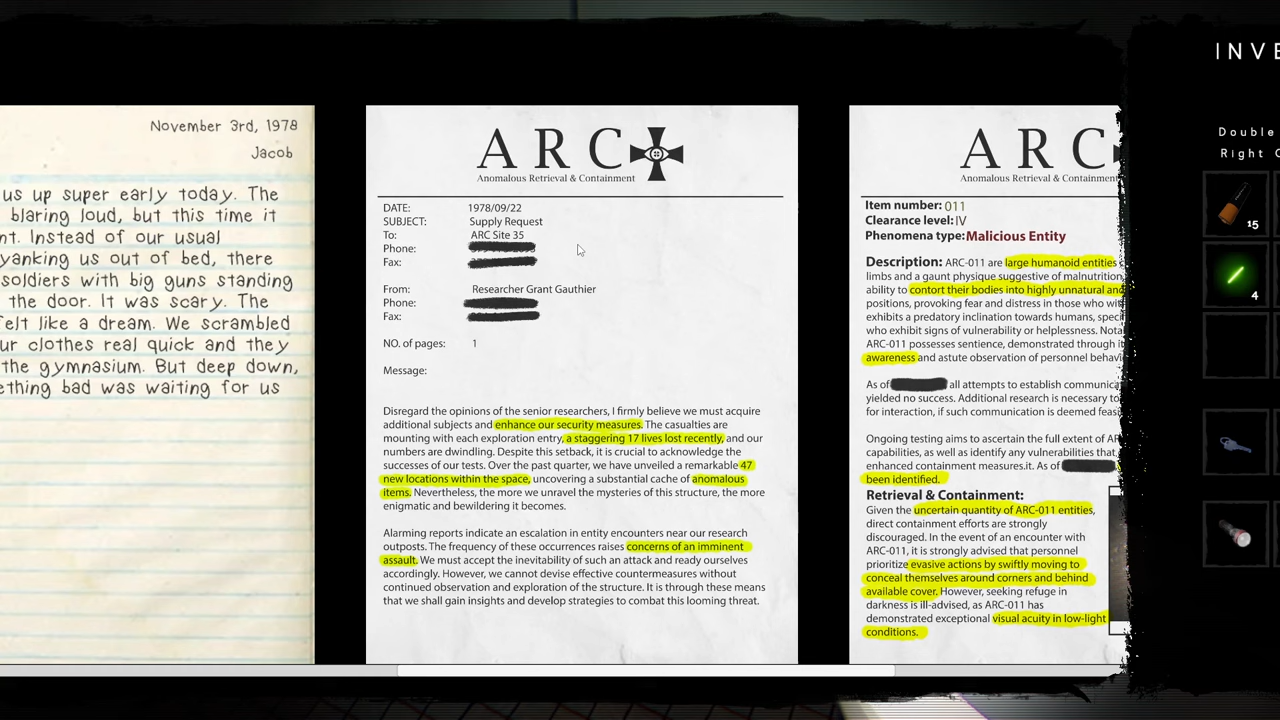 November 3rd, 1978
Jacob
us up super early today. The
blaring loud, but this time it
nt. Instead of our usual
yanking us out of bed, there
soldiers with big guns standing
the door. It was scary. The
felt like a dream. We scrambled
ur clothes real quick and they
the gymnasium. But deep down,
ething bad was waiting for us
ARC
Anomalous Retrieval & Containment
DATE: 1978/09/22
SUBJECT: Supply Request
To: ARC Site 35
Phone:
Fax:
From: Researcher Grant Gauthier
Phone:
Fax:
NO. of pages: 1
Message:
Disregard the opinions of the senior researchers, I firmly believe we must acquire
additional subjects and enhance our security measures. The casualties are
mounting with each exploration entry, a staggering 17 lives lost recently, and our
numbers are dwindling. Despite this setback, it is crucial to acknowledge the
successes of our tests. Over the past quarter, we have unveiled a remarkable 47
new locations within the space, uncovering a substantial cache of anomalous
items. Nevertheless, the more we unravel the mysteries of this structure, the more
enigmatic and bewildering it becomes.
Alarming reports indicate an escalation in entity encounters near our research
outposts. The frequency of these occurrences raises concerns of an imminent
assault. We must accept the inevitability of such an attack and ready ourselves
accordingly. However, we cannot devise effective countermeasures without
continued observation and exploration of the structure. It is through these means
that we shall gain insights and develop strategies to combat this looming threat.
ARC
Anomalous Retrieval & Containment
Item number: 011
Clearance level: IV
Phenomena type: Malicious Entity
Description: ARC-011 are large humanoid entities
limbs and a gaunt physique suggestive of malnutrition,
ability to contort their bodies into highly unnatural and
positions, provoking fear and distress in those who wit
exhibits a predatory inclination towards humans, speci
who exhibit signs of vulnerability or helplessness. Nota
ARC-011 possesses sentience, demonstrated through it
awareness and astute observation of personnel behavi
As of all attempts to establish communica
yielded no success. Additional research is necessary to
for interaction, if such communication is deemed feasi
Ongoing testing aims to ascertain the full extent of AR
capabilities, as well as identify any vulnerabilities that
enhanced containment measures.it. As of
been identified.
Retrieval & Containment:
Given the uncertain quantity of ARC-011 entities,
direct containment efforts are strongly
discouraged. In the event of an encounter with
ARC-011, it is strongly advised that personnel
prioritize evasive actions by swiftly moving to
conceal themselves around corners and behind
available cover. However, seeking refuge in
darkness is ill-advised, as ARC-011 has
demonstrated exceptional visual acuity in low-light
conditions.
INVE
Double
Right C
15
4